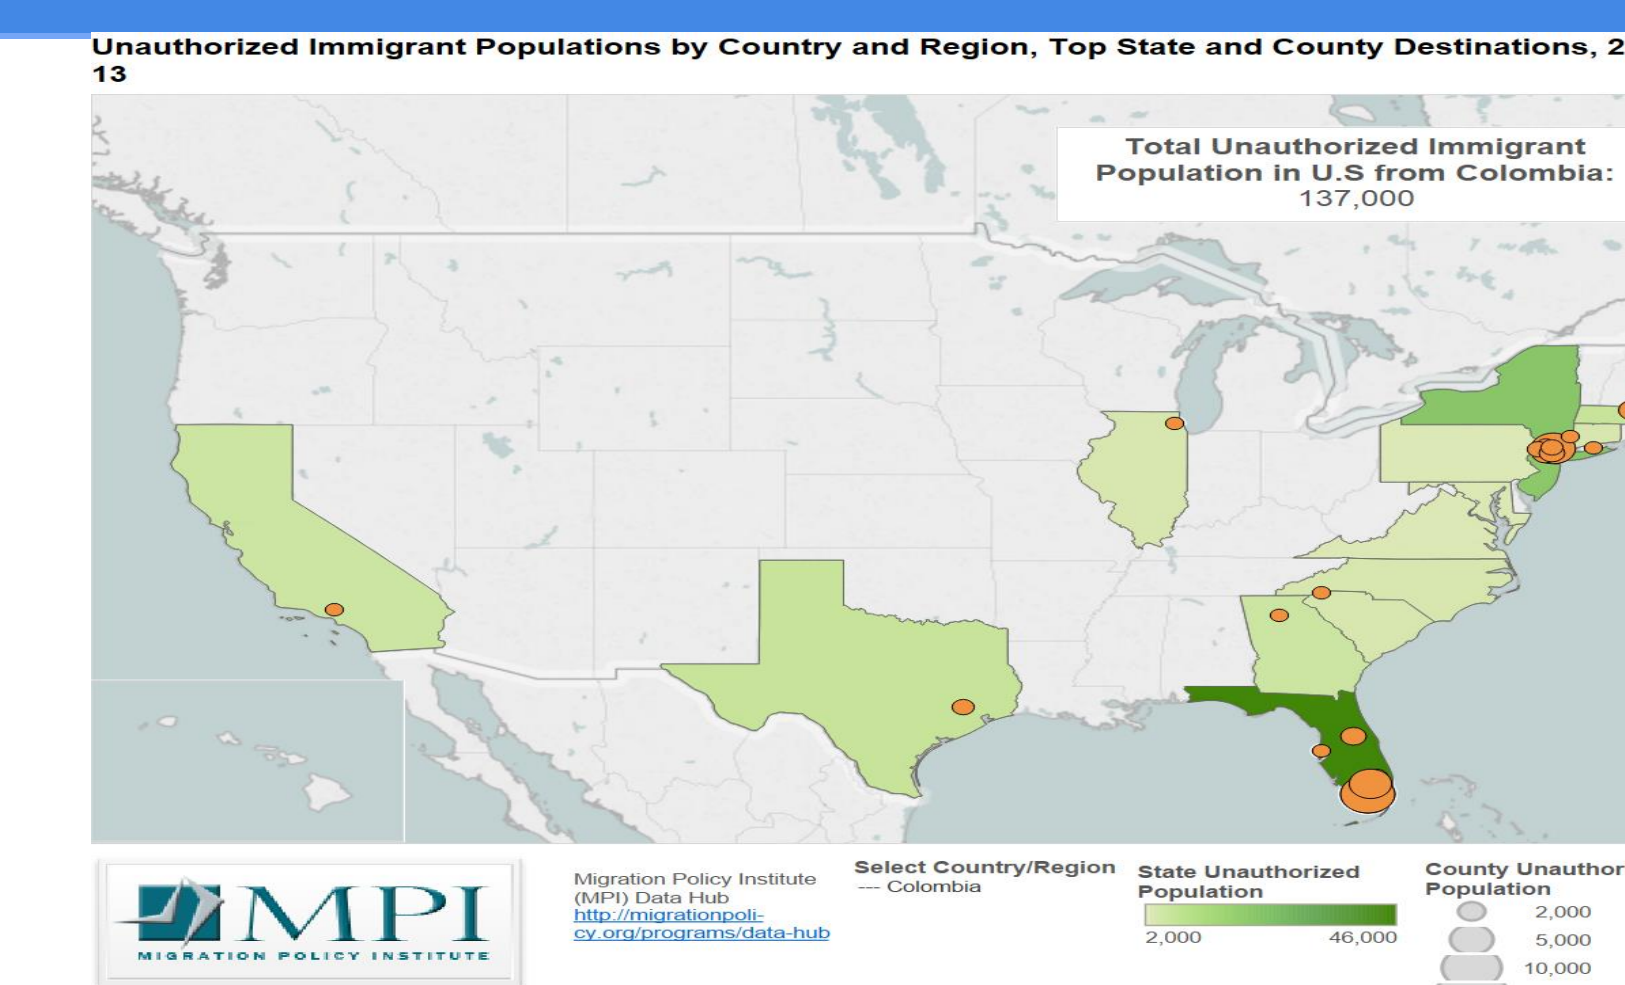 Unauthorized Immigrant Populations by Country and Region, Top State and County Destinations, 2
13
Total Unauthorized Immigrant
Population in U.S from Colombia:
137,000
MPI
MIGRATION POLICY INSTITUTE
Migration Policy Institute
(MPI) Data Hub
http://migrationpoli-
cy.org/programs/data-hub
Select Country/Region
--- Colombia
State Unauthorized
Population
2,000 46,000
County Unauthor
Population
2,000
5,000
10,000